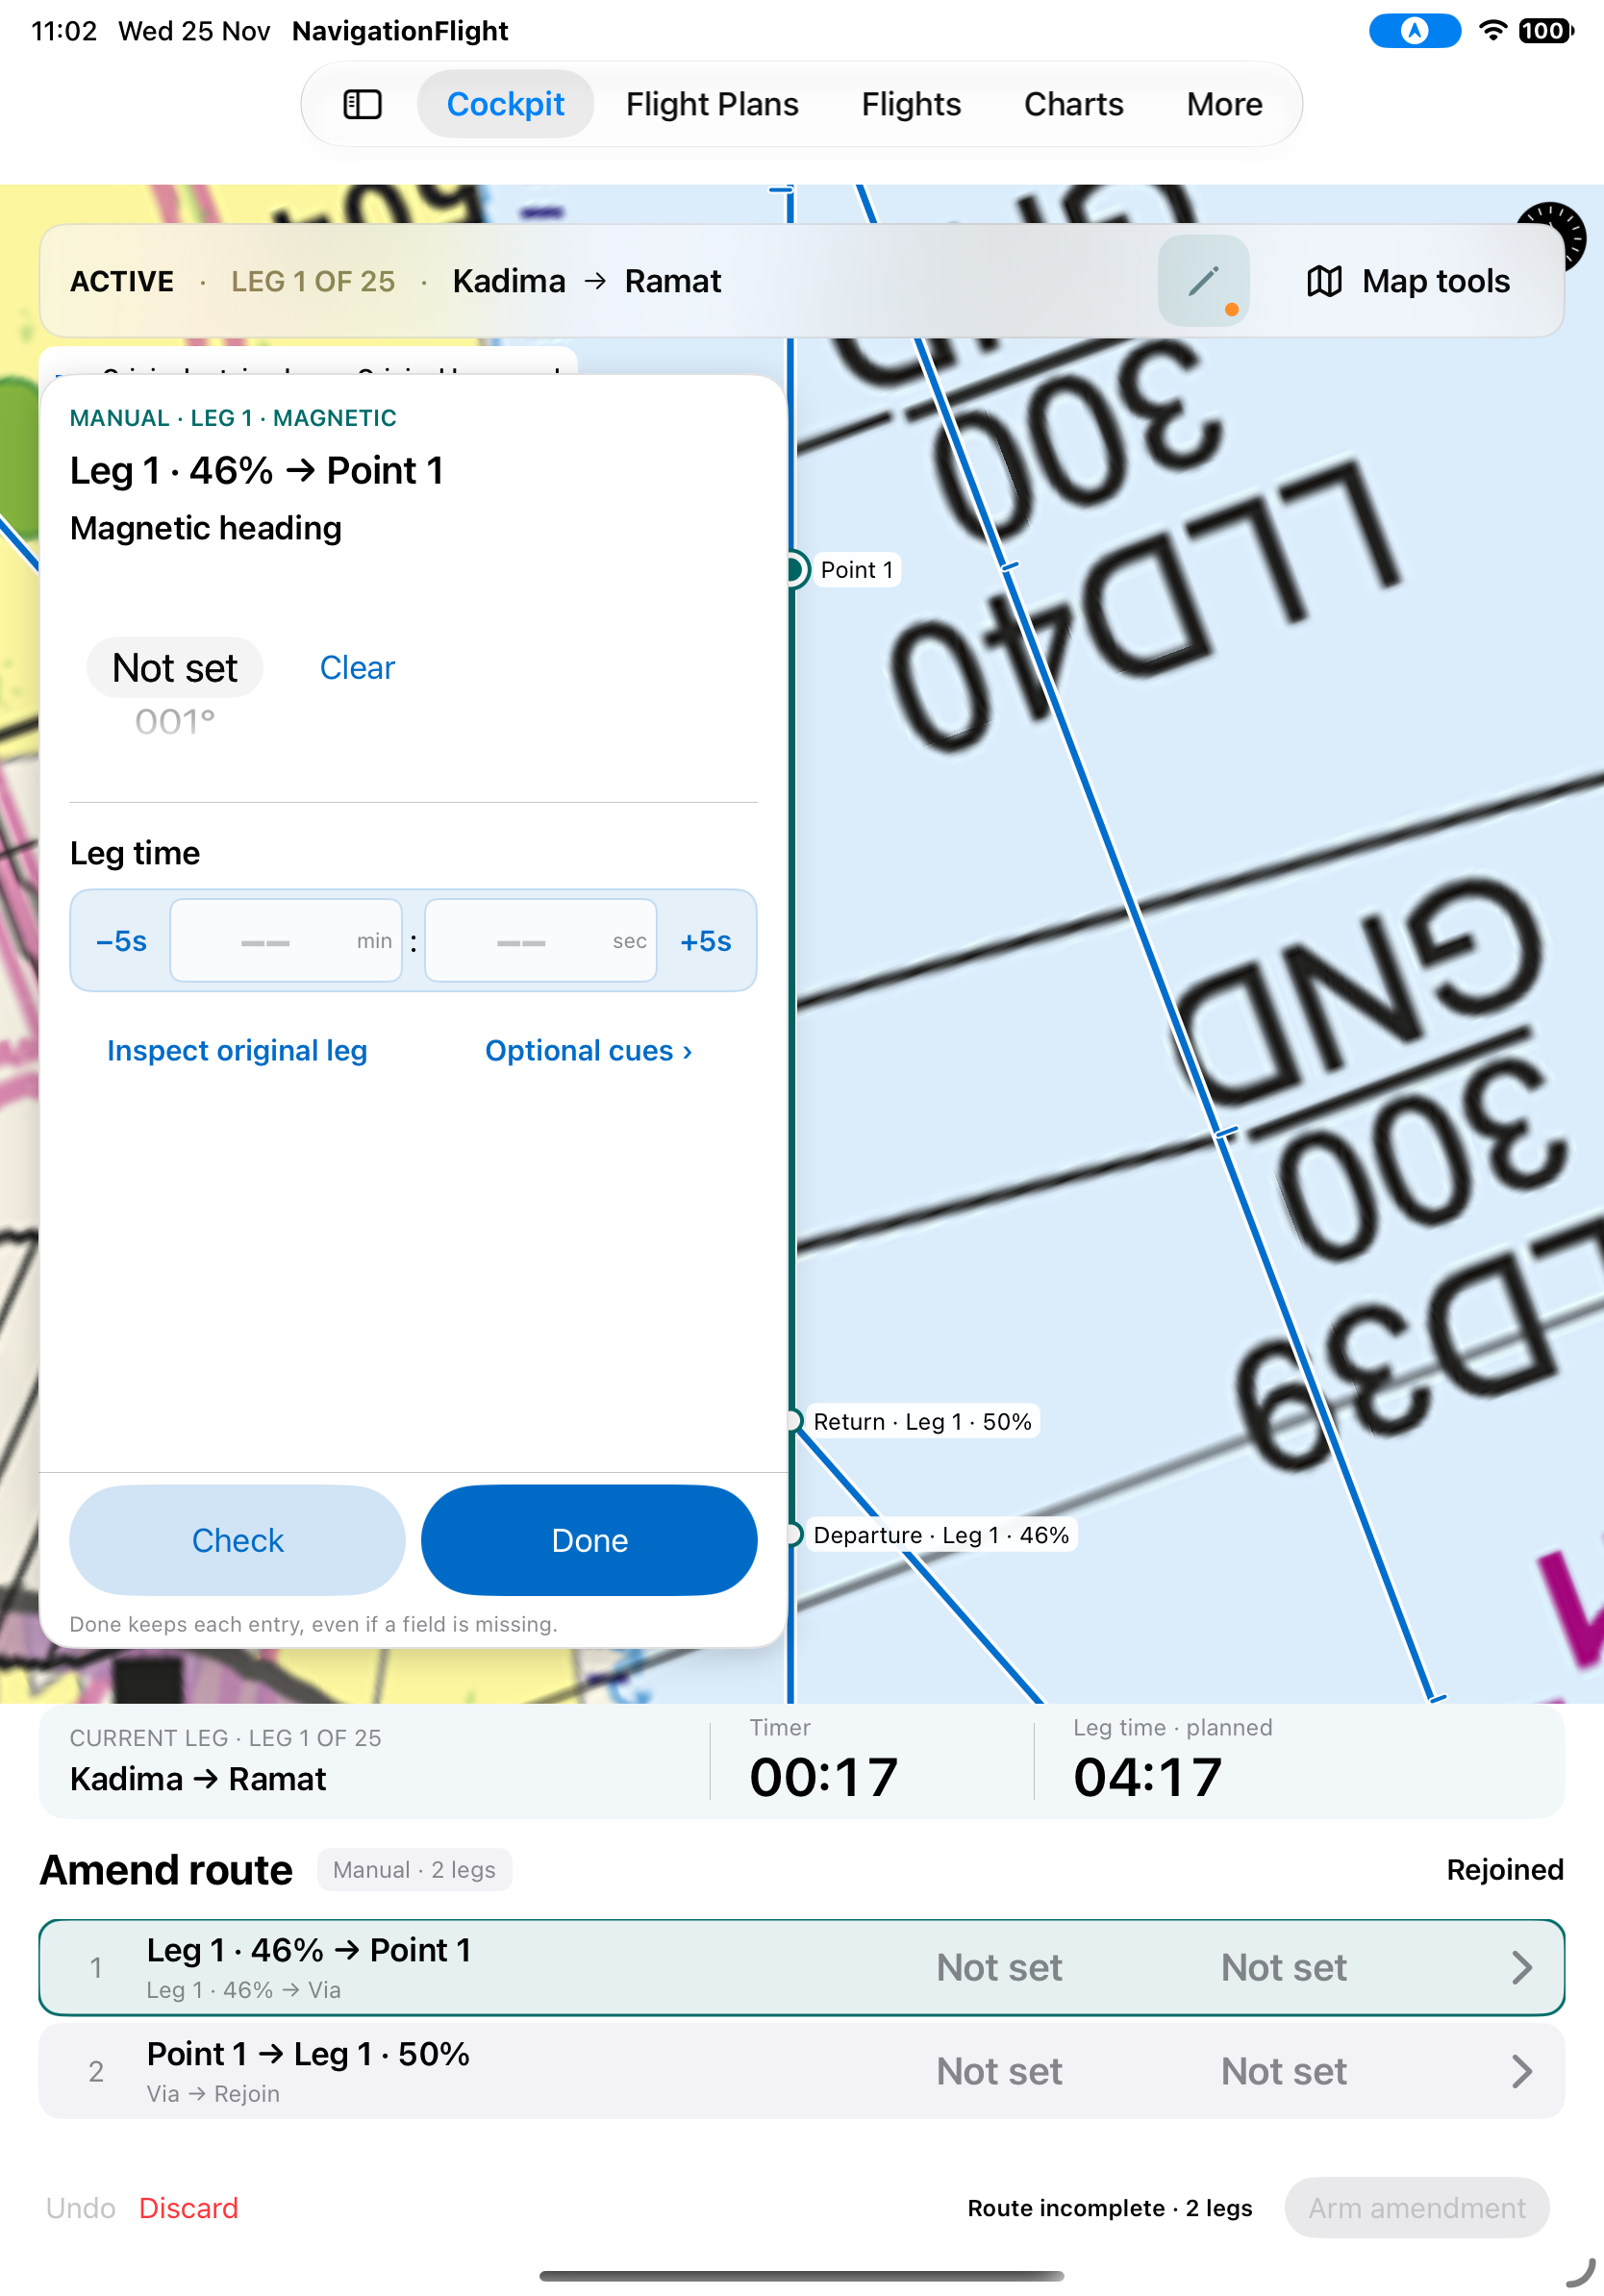 11:02 Wed 25 Nov NavigationFlight 100
Cockpit Flight Plans Flights Charts More
ACTIVE · LEG 1 OF 25 · Kadima → Ramat Map tools
MANUAL · LEG 1 · MAGNETIC
Leg 1 · 46% → Point 1
Magnetic heading
Not set Clear
001°
Leg time
–5s –– min : –– sec +5s
Inspect original leg Optional cues ›
Check Done
Done keeps each entry, even if a field is missing.
300
LLD40
Point 1
GND
300
D39
Return · Leg 1 · 50%
Departure · Leg 1 · 46%
CURRENT LEG · LEG 1 OF 25
Kadima → Ramat
Timer
00:17
Leg time · planned
04:17
Amend route Manual · 2 legs Rejoined
1 Leg 1 · 46% → Point 1 Not set Not set
Leg 1 · 46% → Via
2 Point 1 → Leg 1 · 50% Not set Not set
Via → Rejoin
Undo Discard Route incomplete · 2 legs Arm amendment